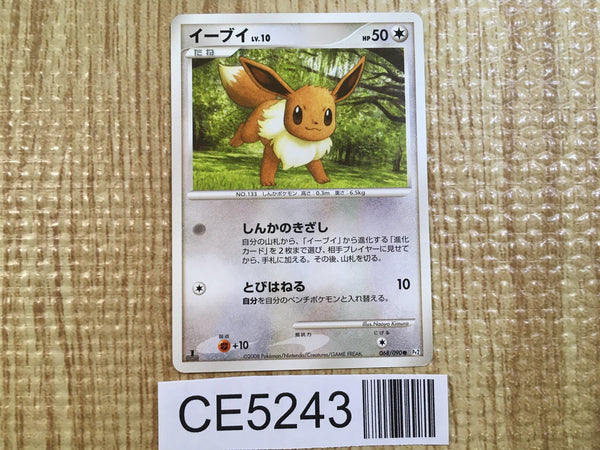 イーブイ LV.10 HP 50
たね
NO.133 しんかポケモン 高さ:0.3m 重さ:6.5kg
しんかのきざし
自分の山札から、「イーブイ」から進化する「進化
カード」を2枚まで選び、相手プレイヤーに見せて
から、手札に加える。その後、山札を切る。
とびはねる 10
自分を自分のベンチポケモンと入れ替える。
Illus.Naoyo Kimura
弱点 抵抗力 にげる
+10
©2008 Pokémon/Nintendo/Creatures/GAME FREAK.
068/090 Pt2
CE5243